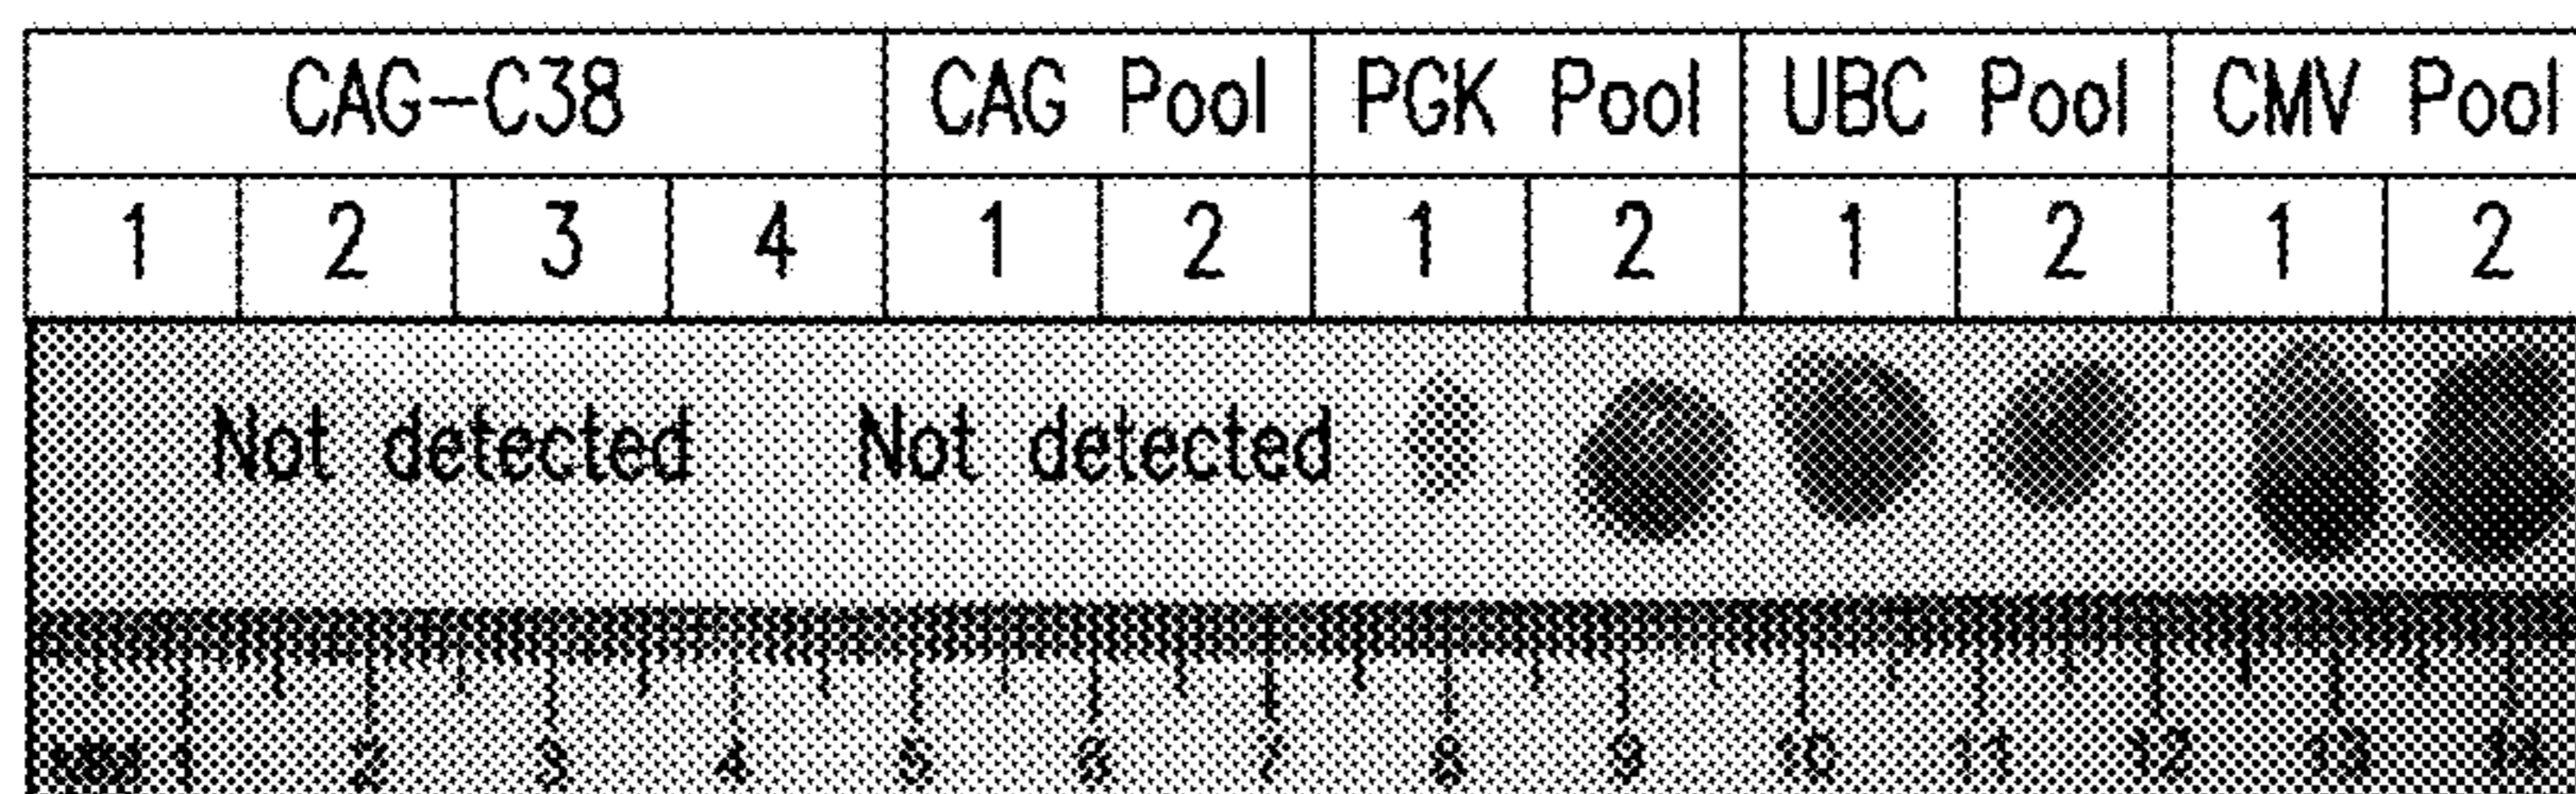 CAG-C38 CAG Pool PGK Pool UBC Pool CMV Pool
1 2 3 4 1 2 1 2 1 2 1 2
Not detected Not detected
1 2 3 4 5 6 7 8 9 10 11 12 13 14